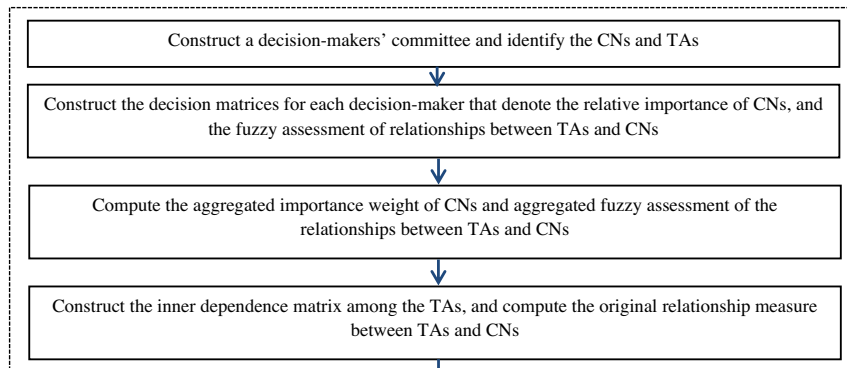 Construct a decision-makers’ committee and identify the CNs and TAs
Construct the decision matrices for each decision-maker that denote the relative importance of CNs, and
the fuzzy assessment of relationships between TAs and CNs
Compute the aggregated importance weight of CNs and aggregated fuzzy assessment of the
relationships between TAs and CNs
Construct the inner dependence matrix among the TAs, and compute the original relationship measure
between TAs and CNs